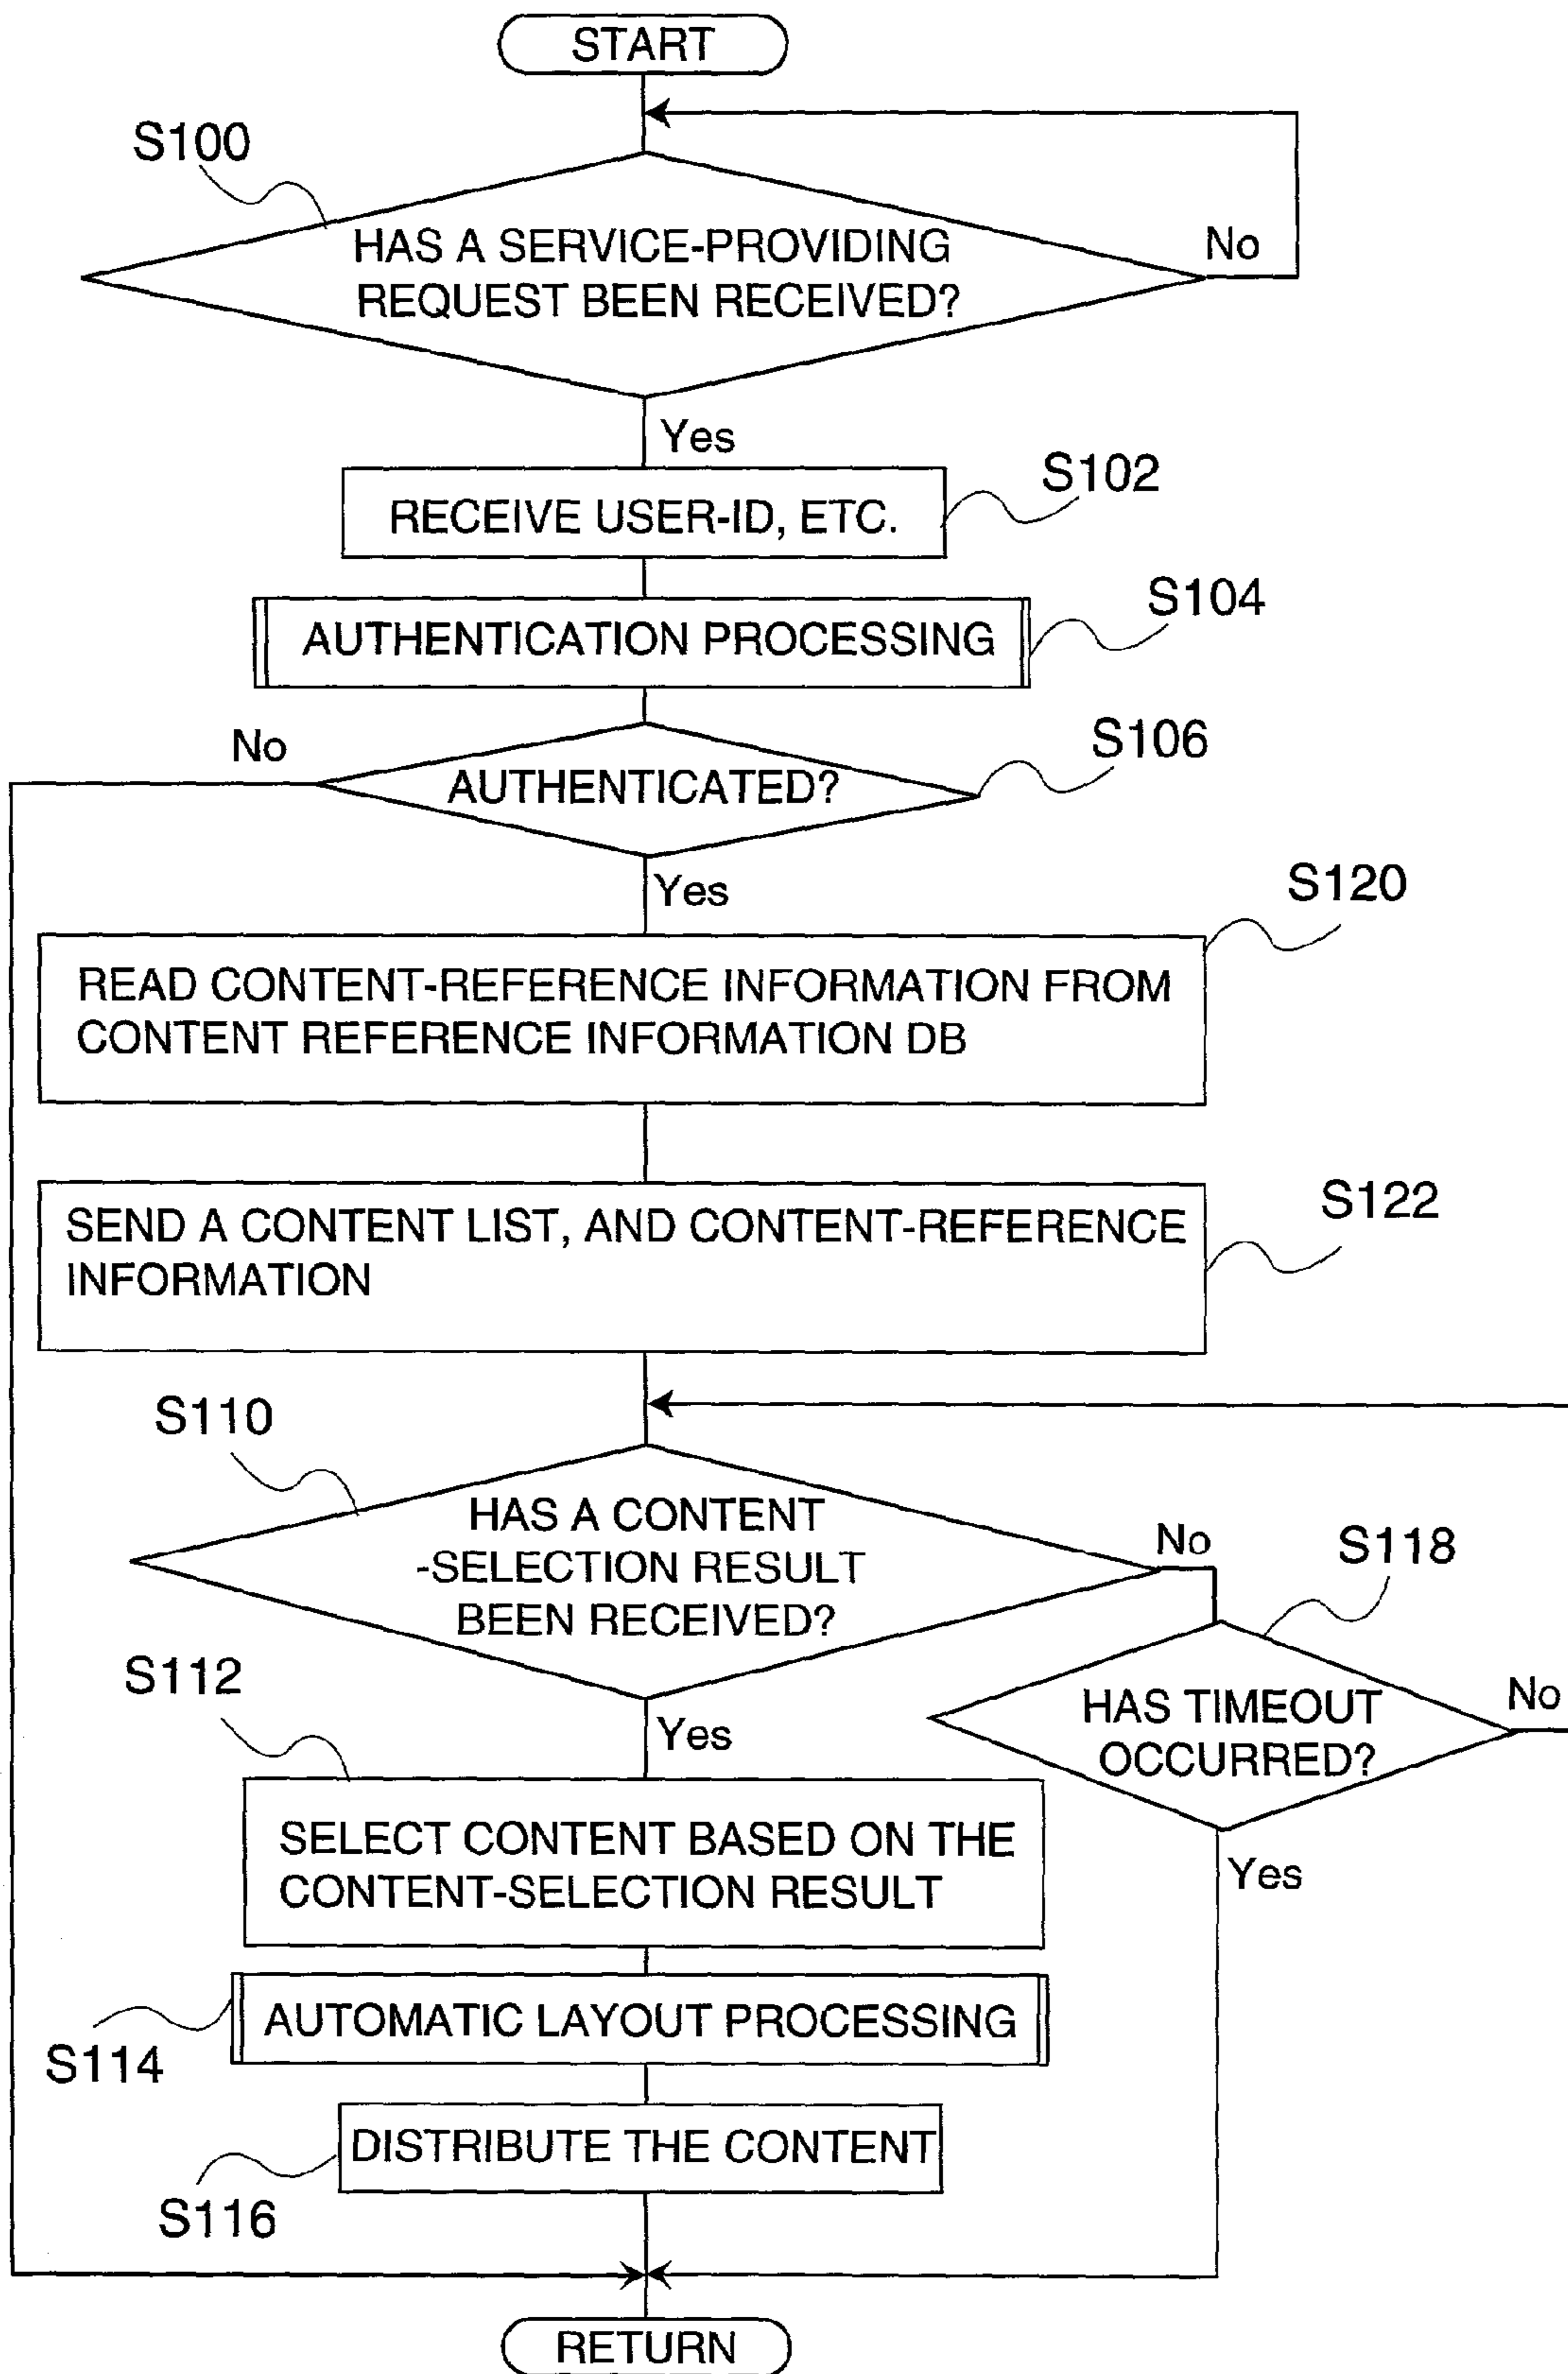 START
S100
HAS A SERVICE-PROVIDING
REQUEST BEEN RECEIVED?
No
Yes
S102
RECEIVE USER-ID, ETC.
S104
AUTHENTICATION PROCESSING
No
S106
AUTHENTICATED?
Yes
S120
READ CONTENT-REFERENCE INFORMATION FROM
CONTENT REFERENCE INFORMATION DB
S122
SEND A CONTENT LIST, AND CONTENT-REFERENCE
INFORMATION
S110
HAS A CONTENT
-SELECTION RESULT
BEEN RECEIVED?
No
S118
HAS TIMEOUT
OCCURRED?
No
Yes
S112
Yes
SELECT CONTENT BASED ON THE
CONTENT-SELECTION RESULT
AUTOMATIC LAYOUT PROCESSING
S114
DISTRIBUTE THE CONTENT
S116
RETURN